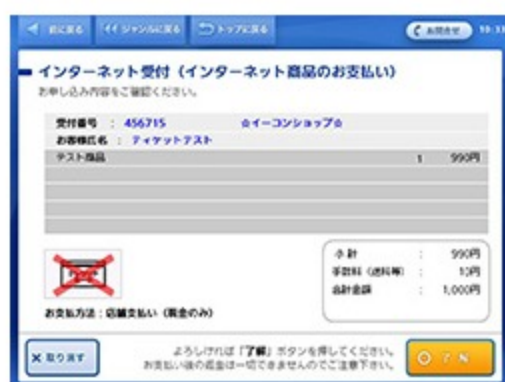 前に戻る ジャンルに戻る トップに戻る お問合せ 10:33
インターネット受付（インターネット商品のお支払い）
お申し込み内容をご確認ください。
受付番号 : 456715 ☆イーコンショップ☆
お客様氏名 : ティケットテスト
テスト商品 1 990円
小計 : 990円
手数料（送料等） : 10円
合計金額 : 1,000円
お支払方法：店舗支払い（現金のみ）
× 取り消す
よろしければ「了解」ボタンを押してください。
お支払い後の返金は一切できませんのでご注意下さい。